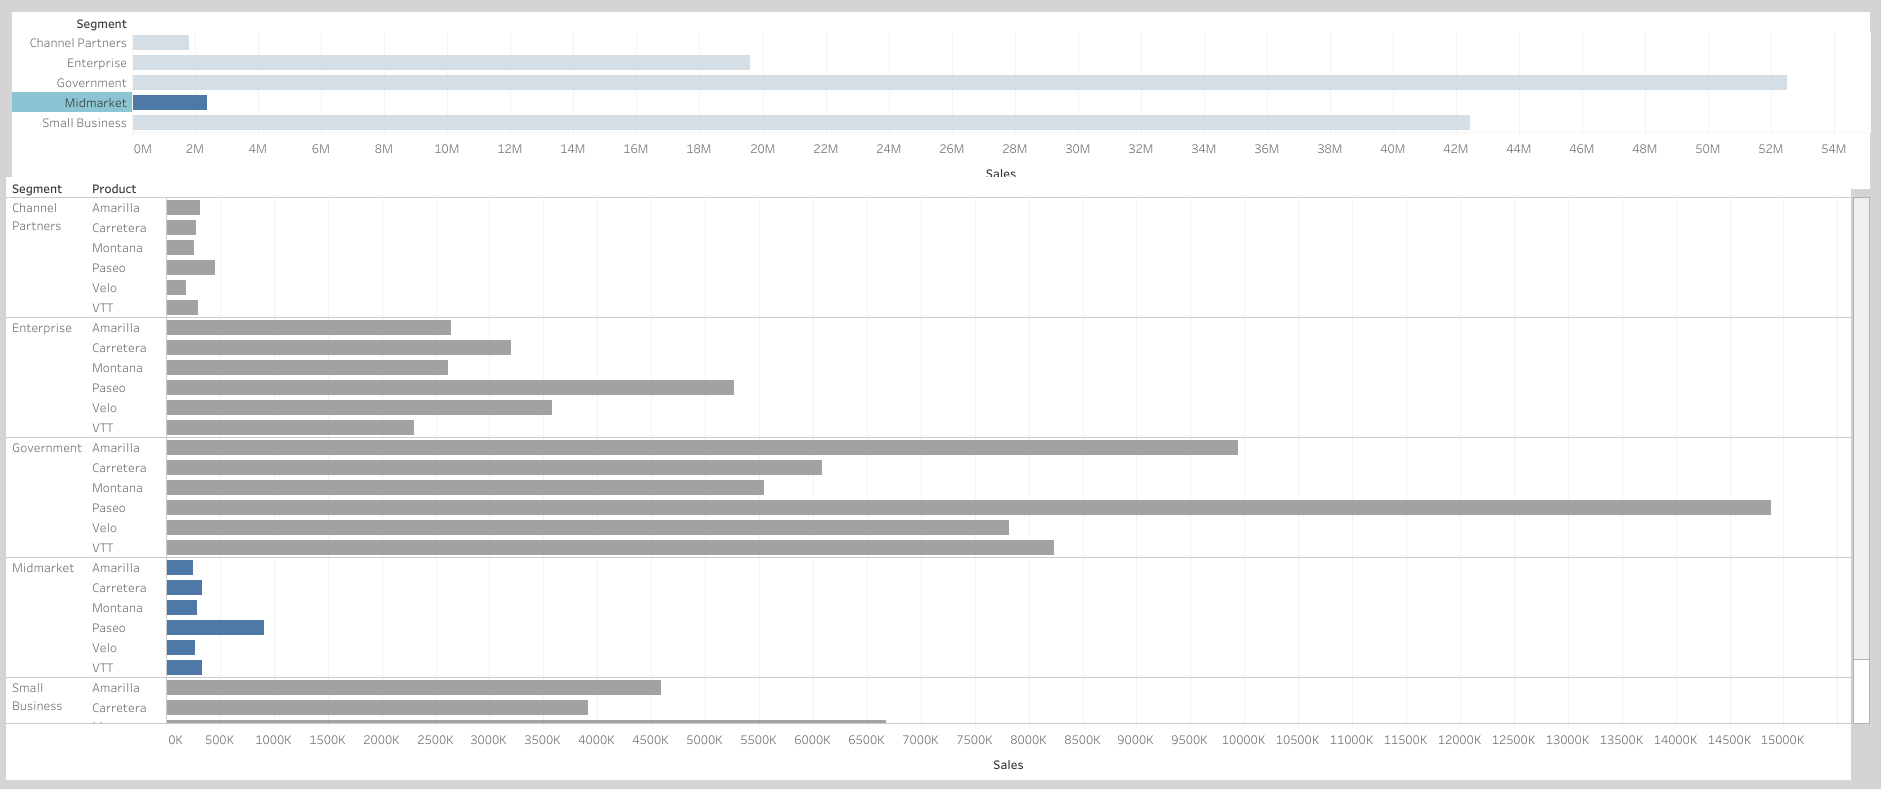 Segment
Channel Partners
Enterprise
Government
Midmarket
Small Business
0M 2M 4M 6M 8M 10M 12M 14M 16M 18M 20M 22M 24M 26M 28M 30M 32M 34M 36M 38M 40M 42M 44M 46M 48M 50M 52M 54M
Sales
Segment Product
Channel Amarilla
Partners Carretera
Montana
Paseo
Velo
VTT
Enterprise Amarilla
Carretera
Montana
Paseo
Velo
VTT
Government Amarilla
Carretera
Montana
Paseo
Velo
VTT
Midmarket Amarilla
Carretera
Montana
Paseo
Velo
VTT
Small Amarilla
Business Carretera
0K 500K 1000K 1500K 2000K 2500K 3000K 3500K 4000K 4500K 5000K 5500K 6000K 6500K 7000K 7500K 8000K 8500K 9000K 9500K 10000K 10500K 11000K 11500K 12000K 12500K 13000K 13500K 14000K 14500K 15000K
Sales